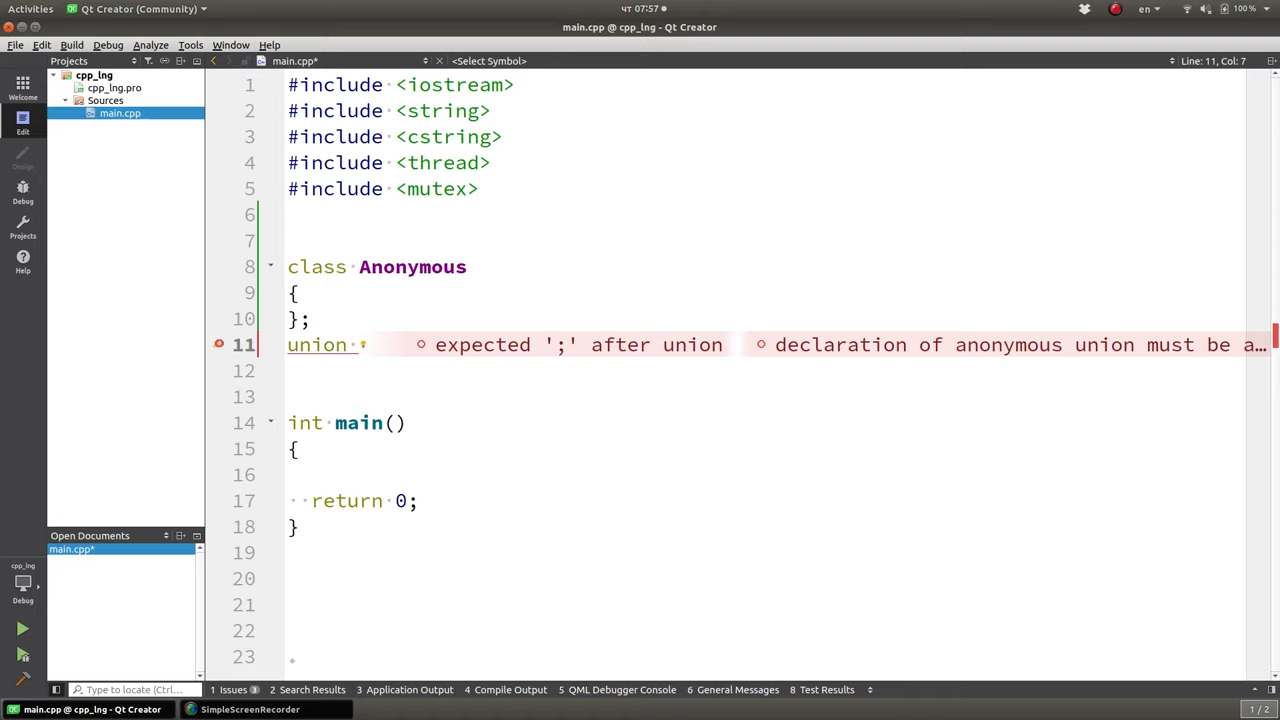 Activities Qt Creator (Community) чт 07:57 en 100 %
main.cpp @ cpp_lng - Qt Creator
File Edit Build Debug Analyze Tools Window Help
Projects main.cpp* <Select Symbol> Line: 11, Col: 7
cpp_lng
cpp_lng.pro
Sources
main.cpp
Welcome
Edit
Design
Debug
Projects
Help
1 #include <iostream>
2 #include <string>
3 #include <cstring>
4 #include <thread>
5 #include <mutex>
6
7
8 class Anonymous
9 {
10 };
11 union expected ';' after union declaration of anonymous union must be a…
12
13
14 int main()
15 {
16
17 return 0;
18 }
19
20
21
22
23
Open Documents
main.cpp*
cpp_lng
Debug
Type to locate (Ctrl... 1 Issues 3 2 Search Results 3 Application Output 4 Compile Output 5 QML Debugger Console 6 General Messages 8 Test Results
main.cpp @ cpp_lng - Qt Creator SimpleScreenRecorder 1 / 2